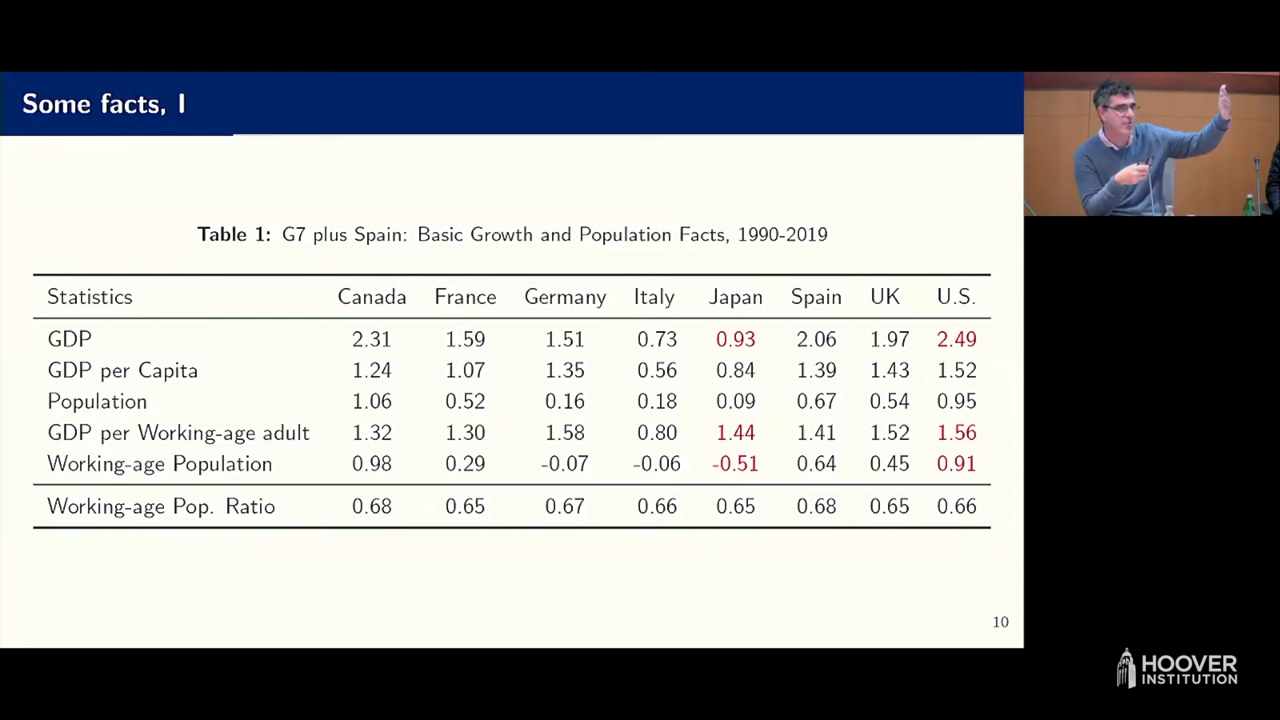 Some facts, I
Table 1: G7 plus Spain: Basic Growth and Population Facts, 1990-2019
Statistics Canada France Germany Italy Japan Spain UK U.S.
GDP 2.31 1.59 1.51 0.73 0.93 2.06 1.97 2.49
GDP per Capita 1.24 1.07 1.35 0.56 0.84 1.39 1.43 1.52
Population 1.06 0.52 0.16 0.18 0.09 0.67 0.54 0.95
GDP per Working-age adult 1.32 1.30 1.58 0.80 1.44 1.41 1.52 1.56
Working-age Population 0.98 0.29 -0.07 -0.06 -0.51 0.64 0.45 0.91
Working-age Pop. Ratio 0.68 0.65 0.67 0.66 0.65 0.68 0.65 0.66
10
HOOVER
INSTITUTION